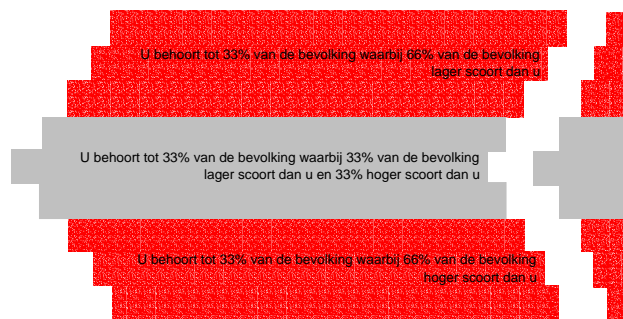 U behoort tot 33% van de bevolking waarbij 66% van de bevolking
lager scoort dan u
U behoort tot 33% van de bevolking waarbij 33% van de bevolking
lager scoort dan u en 33% hoger scoort dan u
U behoort tot 33% van de bevolking waarbij 66% van de bevolking
hoger scoort dan u